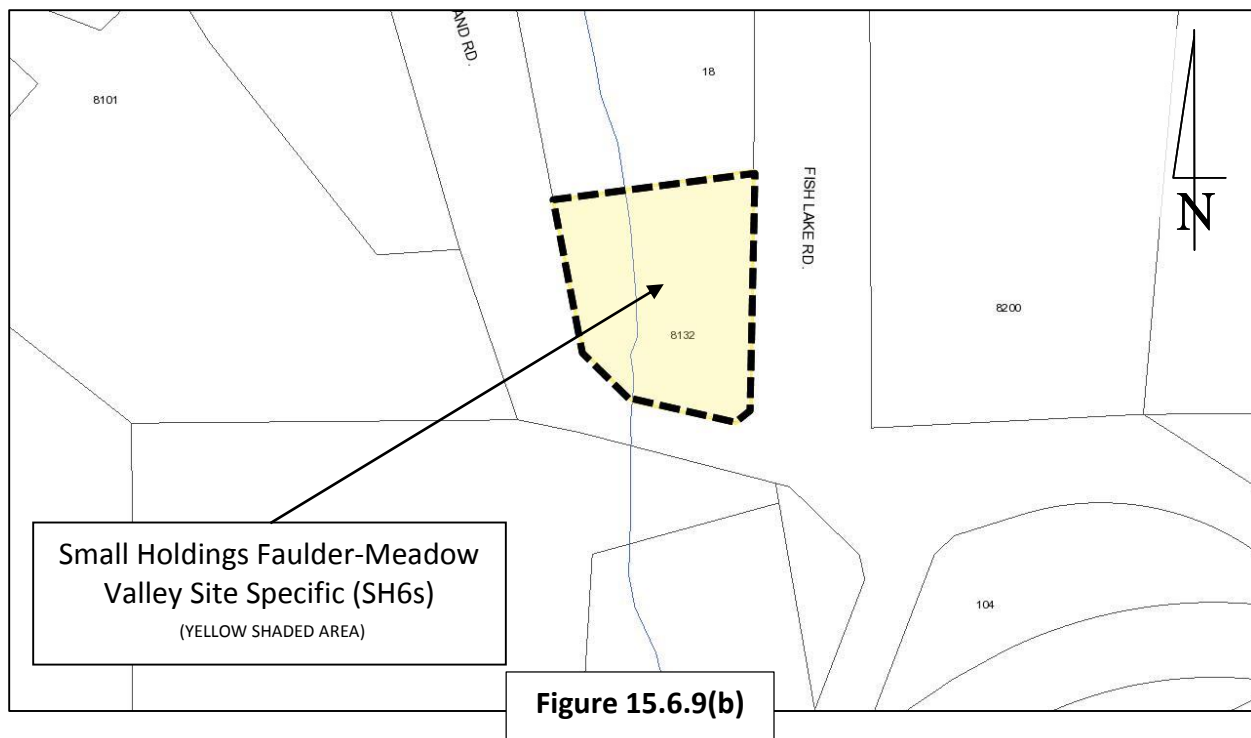 AND RD.
18
8101
FISH LAKE RD.
N
8200
8132
Small Holdings Faulder-Meadow
Valley Site Specific (SH6s)
(YELLOW SHADED AREA)
104
Figure 15.6.9(b)